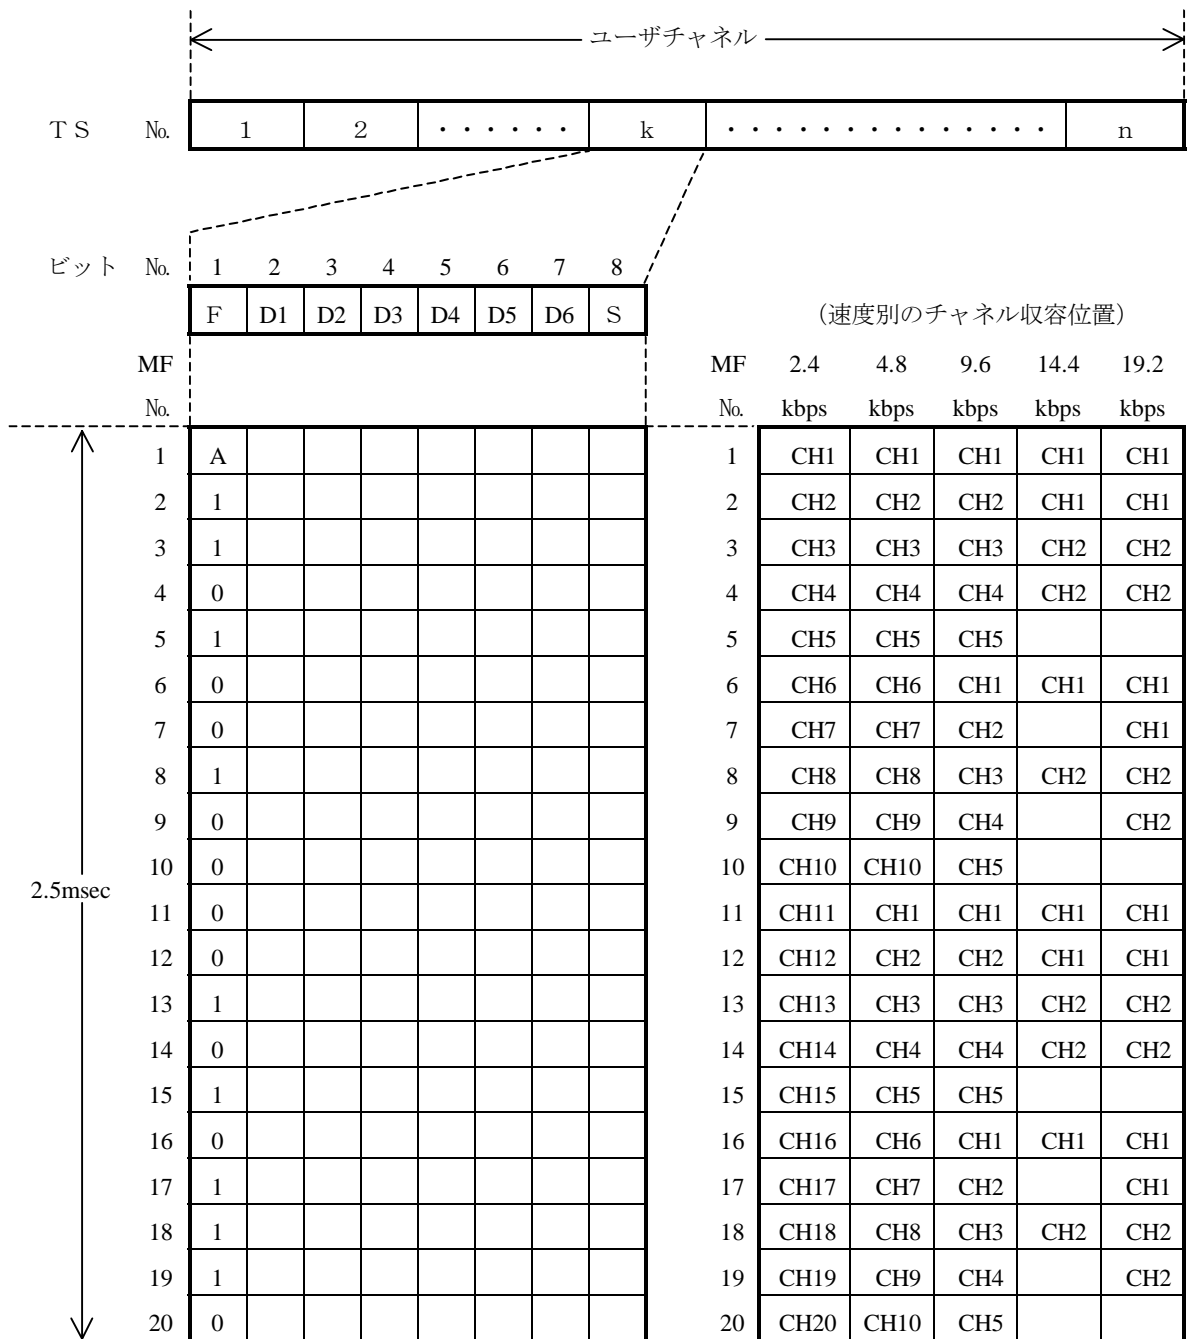 ユーザチャネル
ＴＳ №. 1 2 ・・・・・・ k ・・・・・・・・・・・・・・ n
ビット №. 1 2 3 4 5 6 7 8
F D1 D2 D3 D4 D5 D6 S
(速度別のチャネル収容位置)
MF MF 2.4 4.8 9.6 14.4 19.2
№. №. kbps kbps kbps kbps kbps
1 A 1 CH1 CH1 CH1 CH1 CH1
2 1 2 CH2 CH2 CH2 CH1 CH1
3 1 3 CH3 CH3 CH3 CH2 CH2
4 0 4 CH4 CH4 CH4 CH2 CH2
5 1 5 CH5 CH5 CH5
6 0 6 CH6 CH6 CH1 CH1 CH1
7 0 7 CH7 CH7 CH2 CH1
8 1 8 CH8 CH8 CH3 CH2 CH2
9 0 9 CH9 CH9 CH4 CH2
10 0 10 CH10 CH10 CH5
2.5msec
11 0 11 CH11 CH1 CH1 CH1 CH1
12 0 12 CH12 CH2 CH2 CH1 CH1
13 1 13 CH13 CH3 CH3 CH2 CH2
14 0 14 CH14 CH4 CH4 CH2 CH2
15 1 15 CH15 CH5 CH5
16 0 16 CH16 CH6 CH1 CH1 CH1
17 1 17 CH17 CH7 CH2 CH1
18 1 18 CH18 CH8 CH3 CH2 CH2
19 1 19 CH19 CH9 CH4 CH2
20 0 20 CH20 CH10 CH5